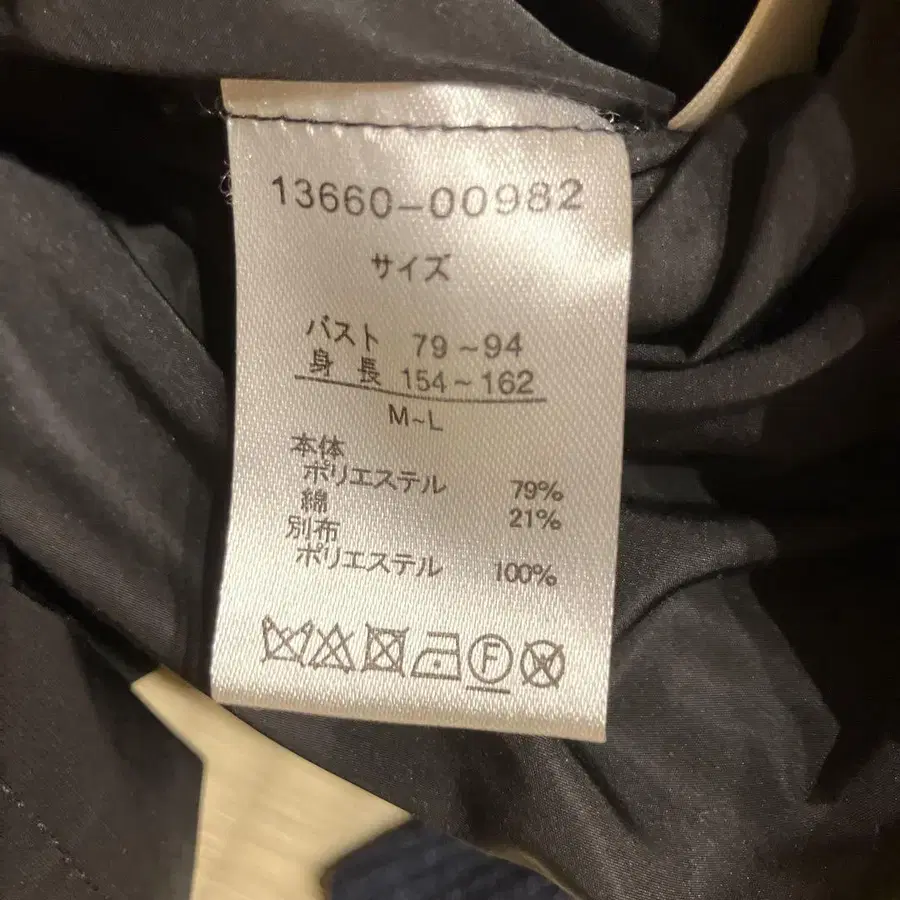 13660-00982
サイズ
バスト 79~94
身長 154~162
M~L
本体
ポリエステル 79%
綿 21%
別布
ポリエステル 100%
F